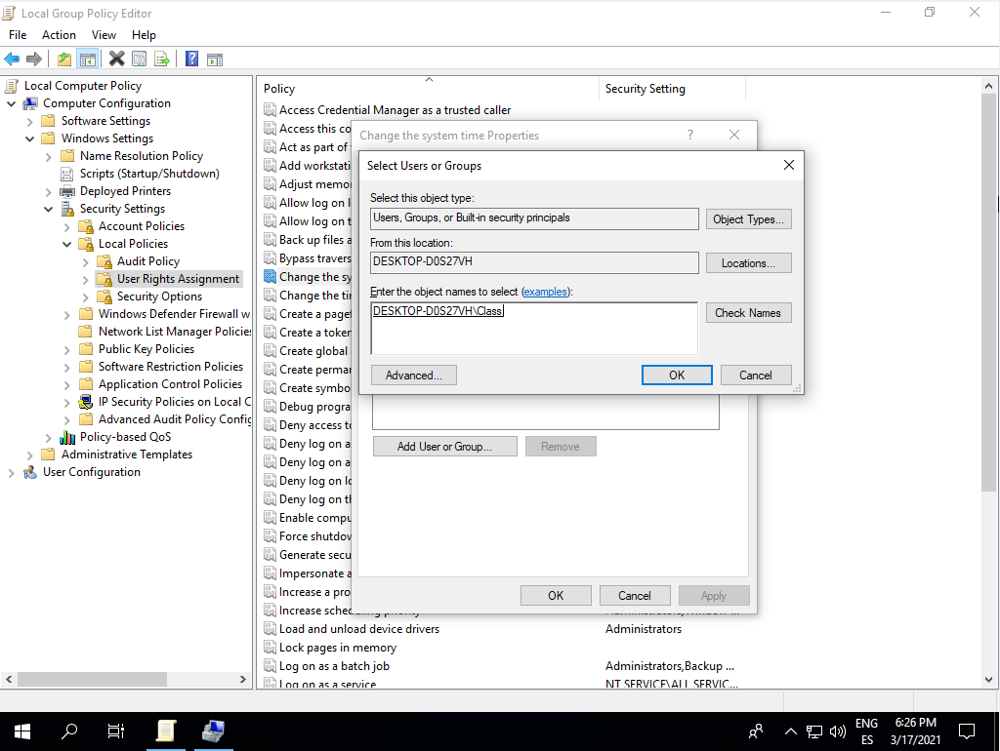 Local Group Policy Editor
File Action View Help
Local Computer Policy
Computer Configuration
Software Settings
Windows Settings
Name Resolution Policy
Scripts (Startup/Shutdown)
Deployed Printers
Security Settings
Account Policies
Local Policies
Audit Policy
User Rights Assignment
Security Options
Windows Defender Firewall w
Network List Manager Policies
Public Key Policies
Software Restriction Policies
Application Control Policies
IP Security Policies on Local C
Advanced Audit Policy Config
Policy-based QoS
Administrative Templates
User Configuration
Policy Security Setting
Access Credential Manager as a trusted caller
Access this co
Act as part of
Add workstati
Adjust memo
Allow log on l
Allow log on t
Back up files a
Bypass travers
Change the sy
Change the ti
Create a pagef
Create a token
Create global
Create perma
Create symbo
Debug progra
Deny access to
Deny log on a
Deny log on a
Deny log on lo
Deny log on th
Enable compu
Force shutdov
Generate secu
Impersonate a
Increase a pro
Increase scheduling priority Administrators,Window ...
Load and unload device drivers Administrators
Lock pages in memory
Log on as a batch job Administrators,Backup ...
Log on as a service NT SERVICE\ALL SERVIC...
Change the system time Properties ?
Select Users or Groups
Select this object type:
Users, Groups, or Built-in security principals Object Types...
From this location:
DESKTOP-D0S27VH Locations...
Enter the object names to select (examples):
DESKTOP-D0S27VH\Class Check Names
Advanced... OK Cancel
Add User or Group... Remove
OK Cancel Apply
ENG 6:26 PM
ES 3/17/2021